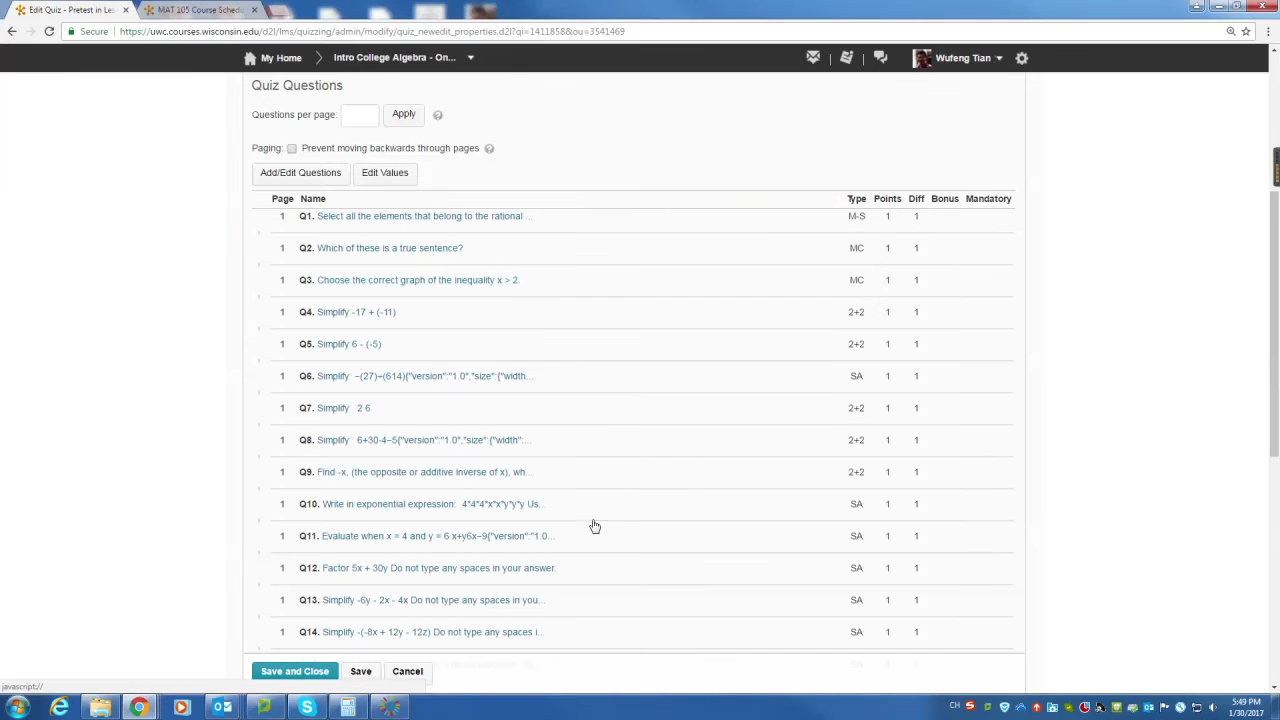 Edit Quiz - Pretest in Les
MAT 105 Course Sched
Secure
https://uwc.courses.wisconsin.edu/d2l/lms/quizzing/admin/modify/quiz_newedit_properties.d2l?qi=1411858&ou=3541469
My Home
Intro College Algebra - On...
Wufeng Tian
Quiz Questions
Questions per page:
Apply
Paging:
Prevent moving backwards through pages
Add/Edit Questions
Edit Values
Page Name Type Points Diff Bonus Mandatory
1 Q1. Select all the elements that belong to the rational ... M-S 1 1
1 Q2. Which of these is a true sentence? MC 1 1
1 Q3. Choose the correct graph of the inequality x > 2. MC 1 1
1 Q4. Simplify -17 + (-11) 2+2 1 1
1 Q5. Simplify 6 - (-5) 2+2 1 1
1 Q6. Simplify −(27)÷(614){"version":"1.0","size":{"width... SA 1 1
1 Q7. Simplify 2 6 2+2 1 1
1 Q8. Simplify 6+30-4−5{"version":"1.0","size":{"width":... 2+2 1 1
1 Q9. Find -x, (the opposite or additive inverse of x), wh... 2+2 1 1
1 Q10. Write in exponential expression: 4*4*4*x*x*y*y*y Us... SA 1 1
1 Q11. Evaluate when x = 4 and y = 6 x+y6x−9{"version":"1.0... SA 1 1
1 Q12. Factor 5x + 30y Do not type any spaces in your answer. SA 1 1
1 Q13. Simplify -6y - 2x - 4x Do not type any spaces in you... SA 1 1
1 Q14. Simplify -(-8x + 12y - 12z) Do not type any spaces i... SA 1 1
Save and Close
Save
Cancel
javascript://
CH
5:49 PM
1/30/2017